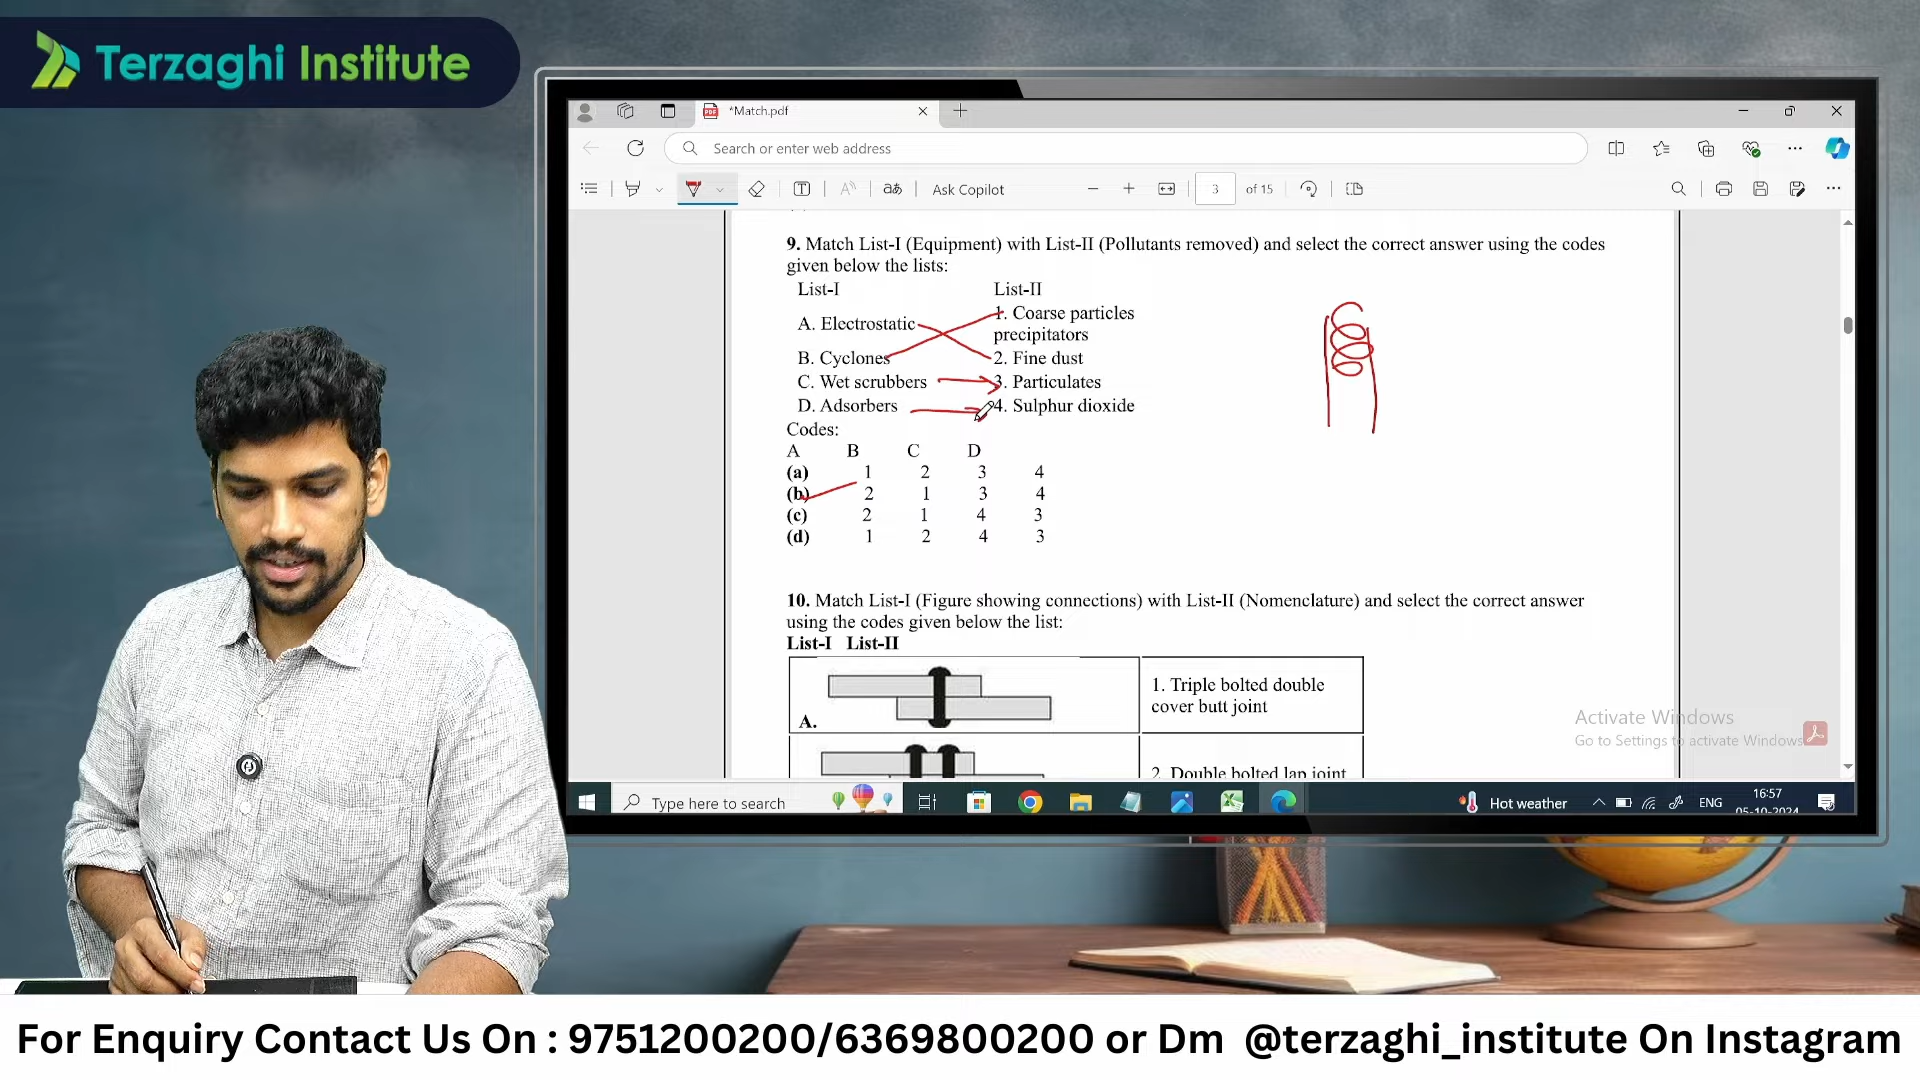 Terzaghi Institute
*Match.pdf
Search or enter web address
Ask Copilot
3 of 15
9. Match List-I (Equipment) with List-II (Pollutants removed) and select the correct answer using the codes
given below the lists:
List-I List-II
A. Electrostatic 1. Coarse particles
precipitators
B. Cyclones 2. Fine dust
C. Wet scrubbers 3. Particulates
D. Adsorbers 4. Sulphur dioxide
Codes:
A B C D
(a) 1 2 3 4
(b) 2 1 3 4
(c) 2 1 4 3
(d) 1 2 4 3
10. Match List-I (Figure showing connections) with List-II (Nomenclature) and select the correct answer
using the codes given below the list:
List-I List-II
A.
1. Triple bolted double
cover butt joint
2. Double bolted lap joint
Activate Windows
Go to Settings to activate Windows
Type here to search
Hot weather
ENG
16:57
05-10-2024
For Enquiry Contact Us On : 9751200200/6369800200 or Dm @terzaghi_institute On Instagram